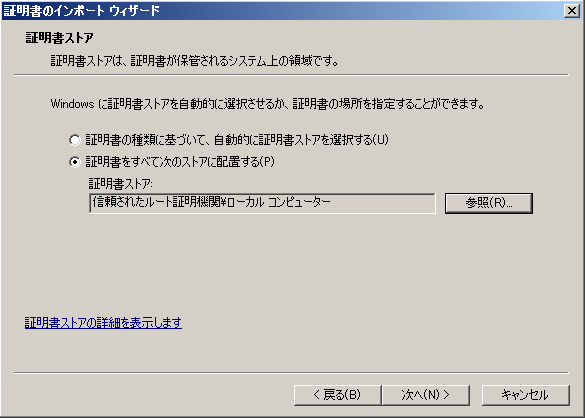 証明書のインポート ウィザード
証明書ストア
証明書ストアは、証明書が保管されるシステム上の領域です。
Windows に証明書ストアを自動的に選択させるか、証明書の場所を指定することができます。
証明書の種類に基づいて、自動的に証明書ストアを選択する(U)
証明書をすべて次のストアに配置する(P)
証明書ストア:
信頼されたルート証明機関¥ローカル コンピューター
参照(R)...
証明書ストアの詳細を表示します
< 戻る(B)
次へ(N) >
キャンセル